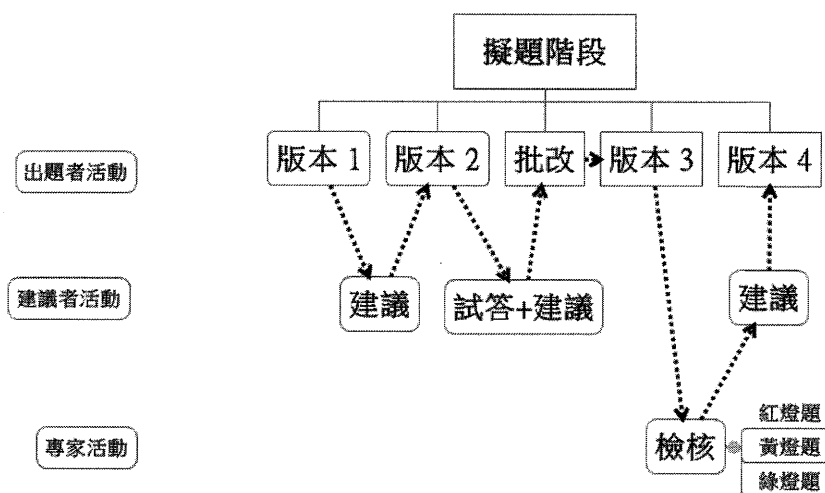 擬題階段
出題者活動
版本 1
版本 2
批改
版本 3
版本 4
建議者活動
建議
試答+建議
建議
專家活動
檢核
紅燈題
黃燈題
綠燈題